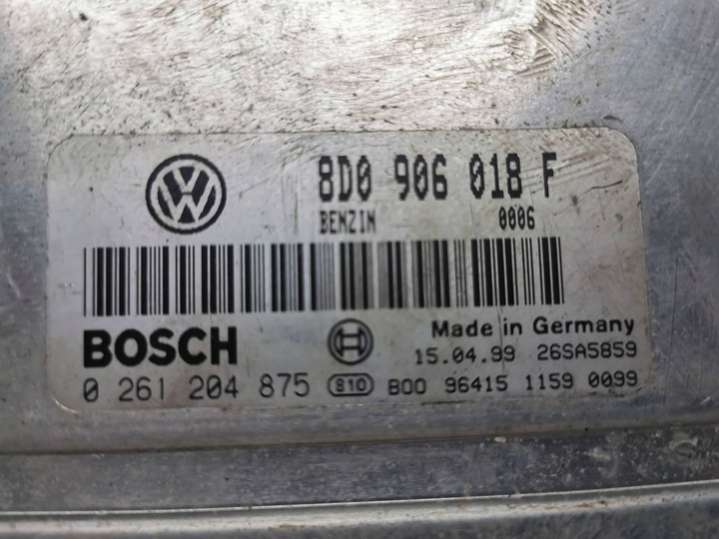 8D0 906 018 F
BENZIN 0006
BOSCH
Made in Germany
15.04.99 26SA5859
0 261 204 875 S10 B00 96415 1159 0099